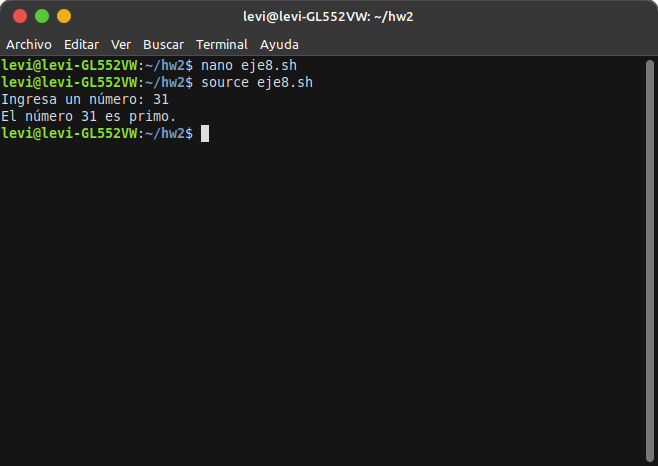 levi@levi-GL552VW: ~/hw2
Archivo Editar Ver Buscar Terminal Ayuda
levi@levi-GL552VW:~/hw2$ nano eje8.sh
levi@levi-GL552VW:~/hw2$ source eje8.sh
Ingresa un número: 31
El número 31 es primo.
levi@levi-GL552VW:~/hw2$